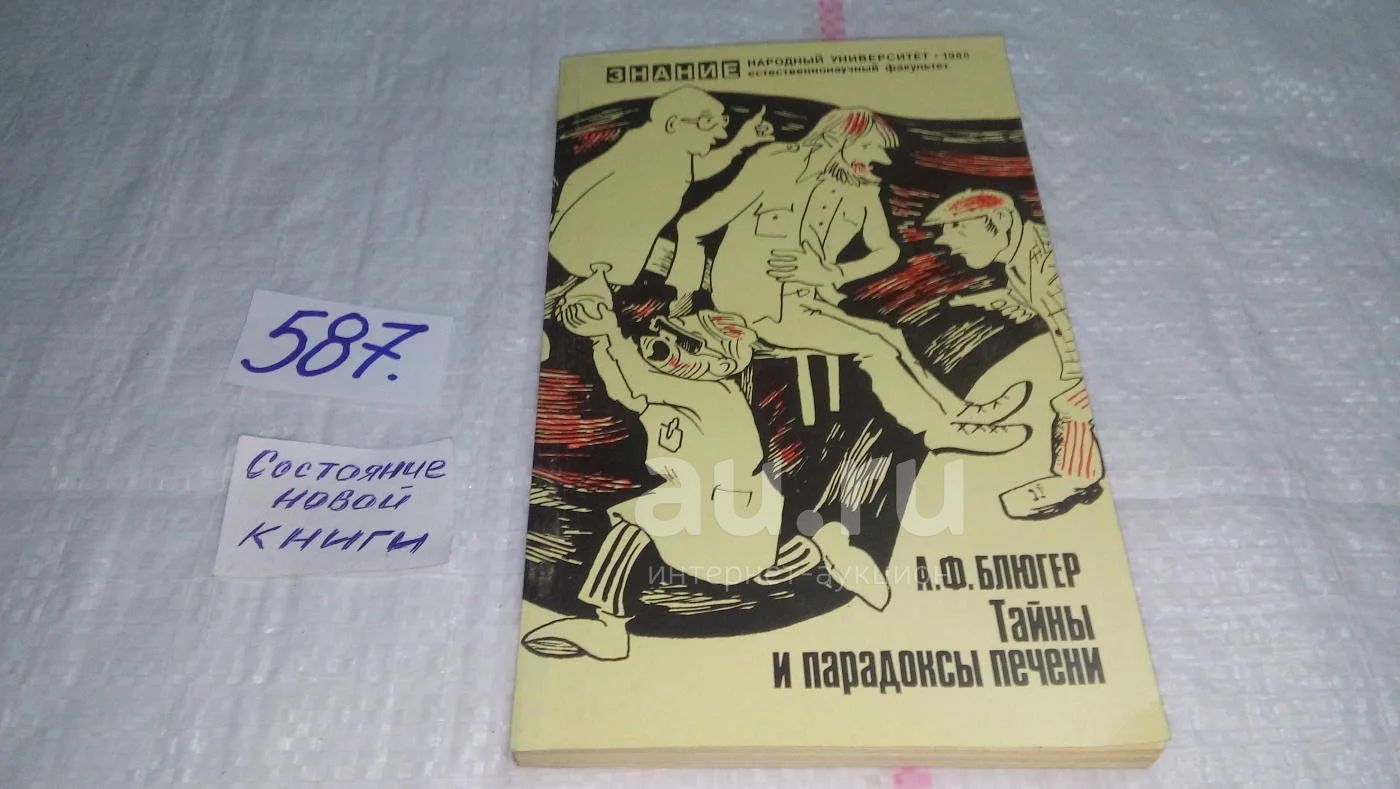 ЗНАНИЕ НАРОДНЫЙ УНИВЕРСИТЕТ • 1988
естественнонаучный факультет
587.
Состояние
новой
книги
au.ru
интернет-аукцион
А.Ф. БЛЮГЕР
Тайны
и парадоксы печени